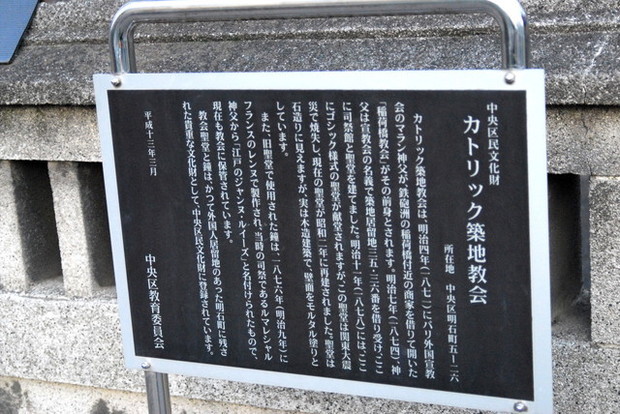 中央区民文化財
カトリック築地教会
所在地　中央区明石町五－二六
カトリック築地教会は、明治四年（一八七一）にパリ外国宣教
会のマラン神父が、鉄砲洲の稲荷橋付近の商家を借りて開いた
「稲荷橋教会」がその前身とされます。明治七年（一八七四）、神
父は宣教会の名義で築地居留地三五・三六番を借り受け、ここ
に司祭館と聖堂を建てました。明治十一年（一八七八）には、ここ
にゴシック様式の聖堂が献堂されますが、この聖堂は関東大震
災で焼失し、現在の聖堂が昭和二年に再建されました。聖堂は
石造りに見えますが、実は木造建築で、壁面をモルタル塗りと
しています。
また、旧聖堂で使用された鐘は、一八七六年（明治九年）に
フランスのレンヌで製作され、当時の司祭であるルマレシャル
神父から「江戸のジャンヌ・ルイーズ」と名付けられたもので、
現在も教会に保管されています。
教会聖堂と鐘は、かつて外国人居留地のあった明石町に残さ
れた貴重な文化財として、中央区民文化財に登録されています。
平成十三年三月
中央区教育委員会